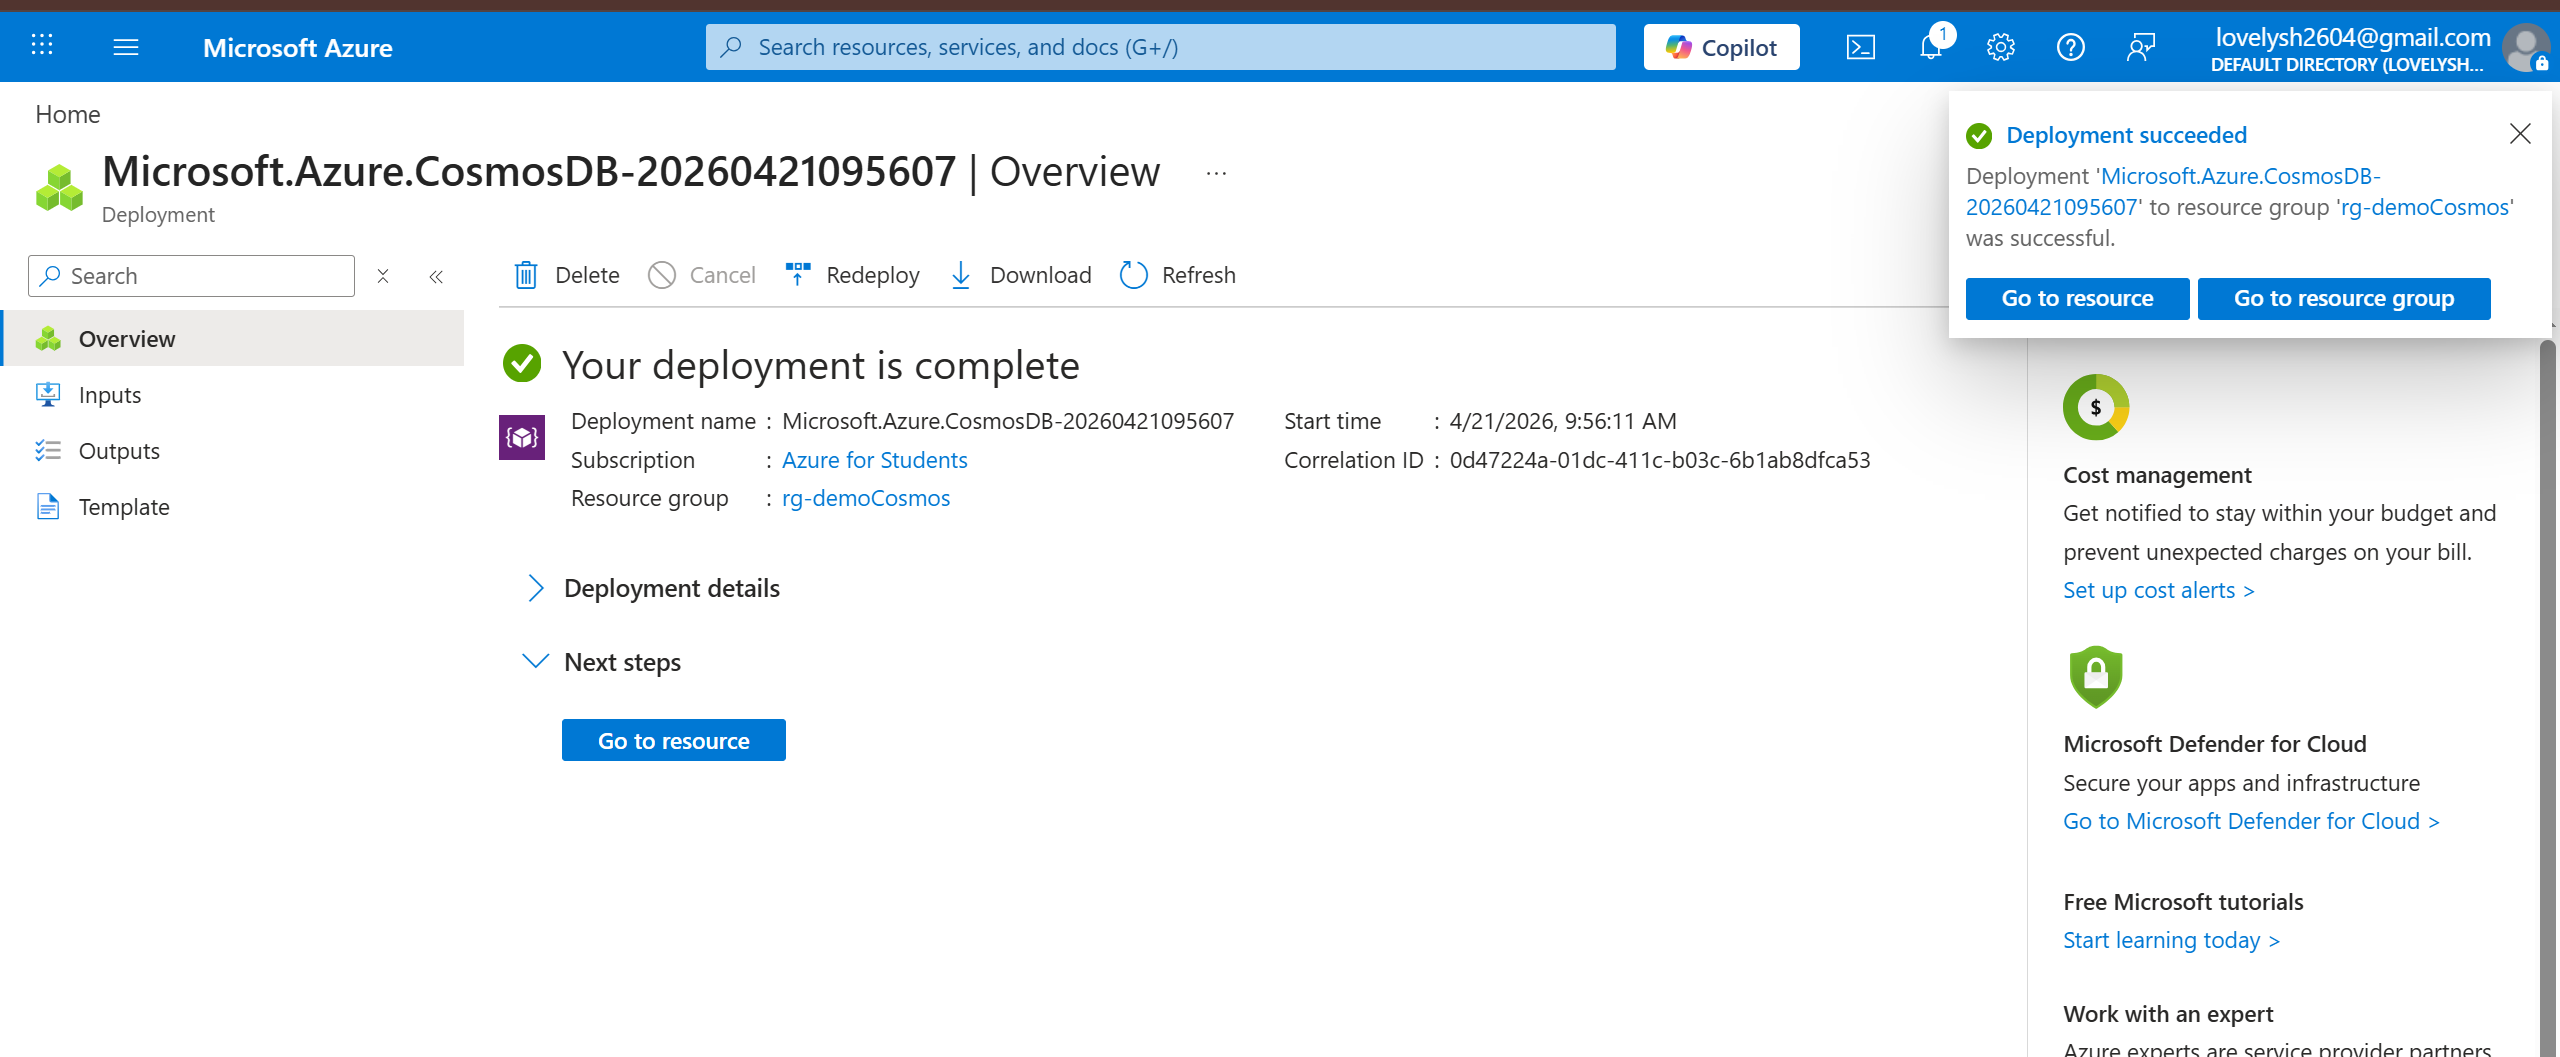 Microsoft Azure
Search resources, services, and docs (G+/)
Copilot
1
lovelysh2604@gmail.com
DEFAULT DIRECTORY (LOVELYSH...
Home
Microsoft.Azure.CosmosDB-20260421095607 | Overview
...
Deployment
Search
Overview
Inputs
Outputs
Template
Delete
Cancel
Redeploy
Download
Refresh
Your deployment is complete
Deployment name : Microsoft.Azure.CosmosDB-20260421095607
Subscription : Azure for Students
Resource group : rg-demoCosmos
Start time : 4/21/2026, 9:56:11 AM
Correlation ID : 0d47224a-01dc-411c-b03c-6b1ab8dfca53
Deployment details
Next steps
Go to resource
Deployment succeeded
Deployment 'Microsoft.Azure.CosmosDB-
20260421095607' to resource group 'rg-demoCosmos'
was successful.
Go to resource
Go to resource group
$
Cost management
Get notified to stay within your budget and
prevent unexpected charges on your bill.
Set up cost alerts >
Microsoft Defender for Cloud
Secure your apps and infrastructure
Go to Microsoft Defender for Cloud >
Free Microsoft tutorials
Start learning today >
Work with an expert
Azure experts are service provider partners